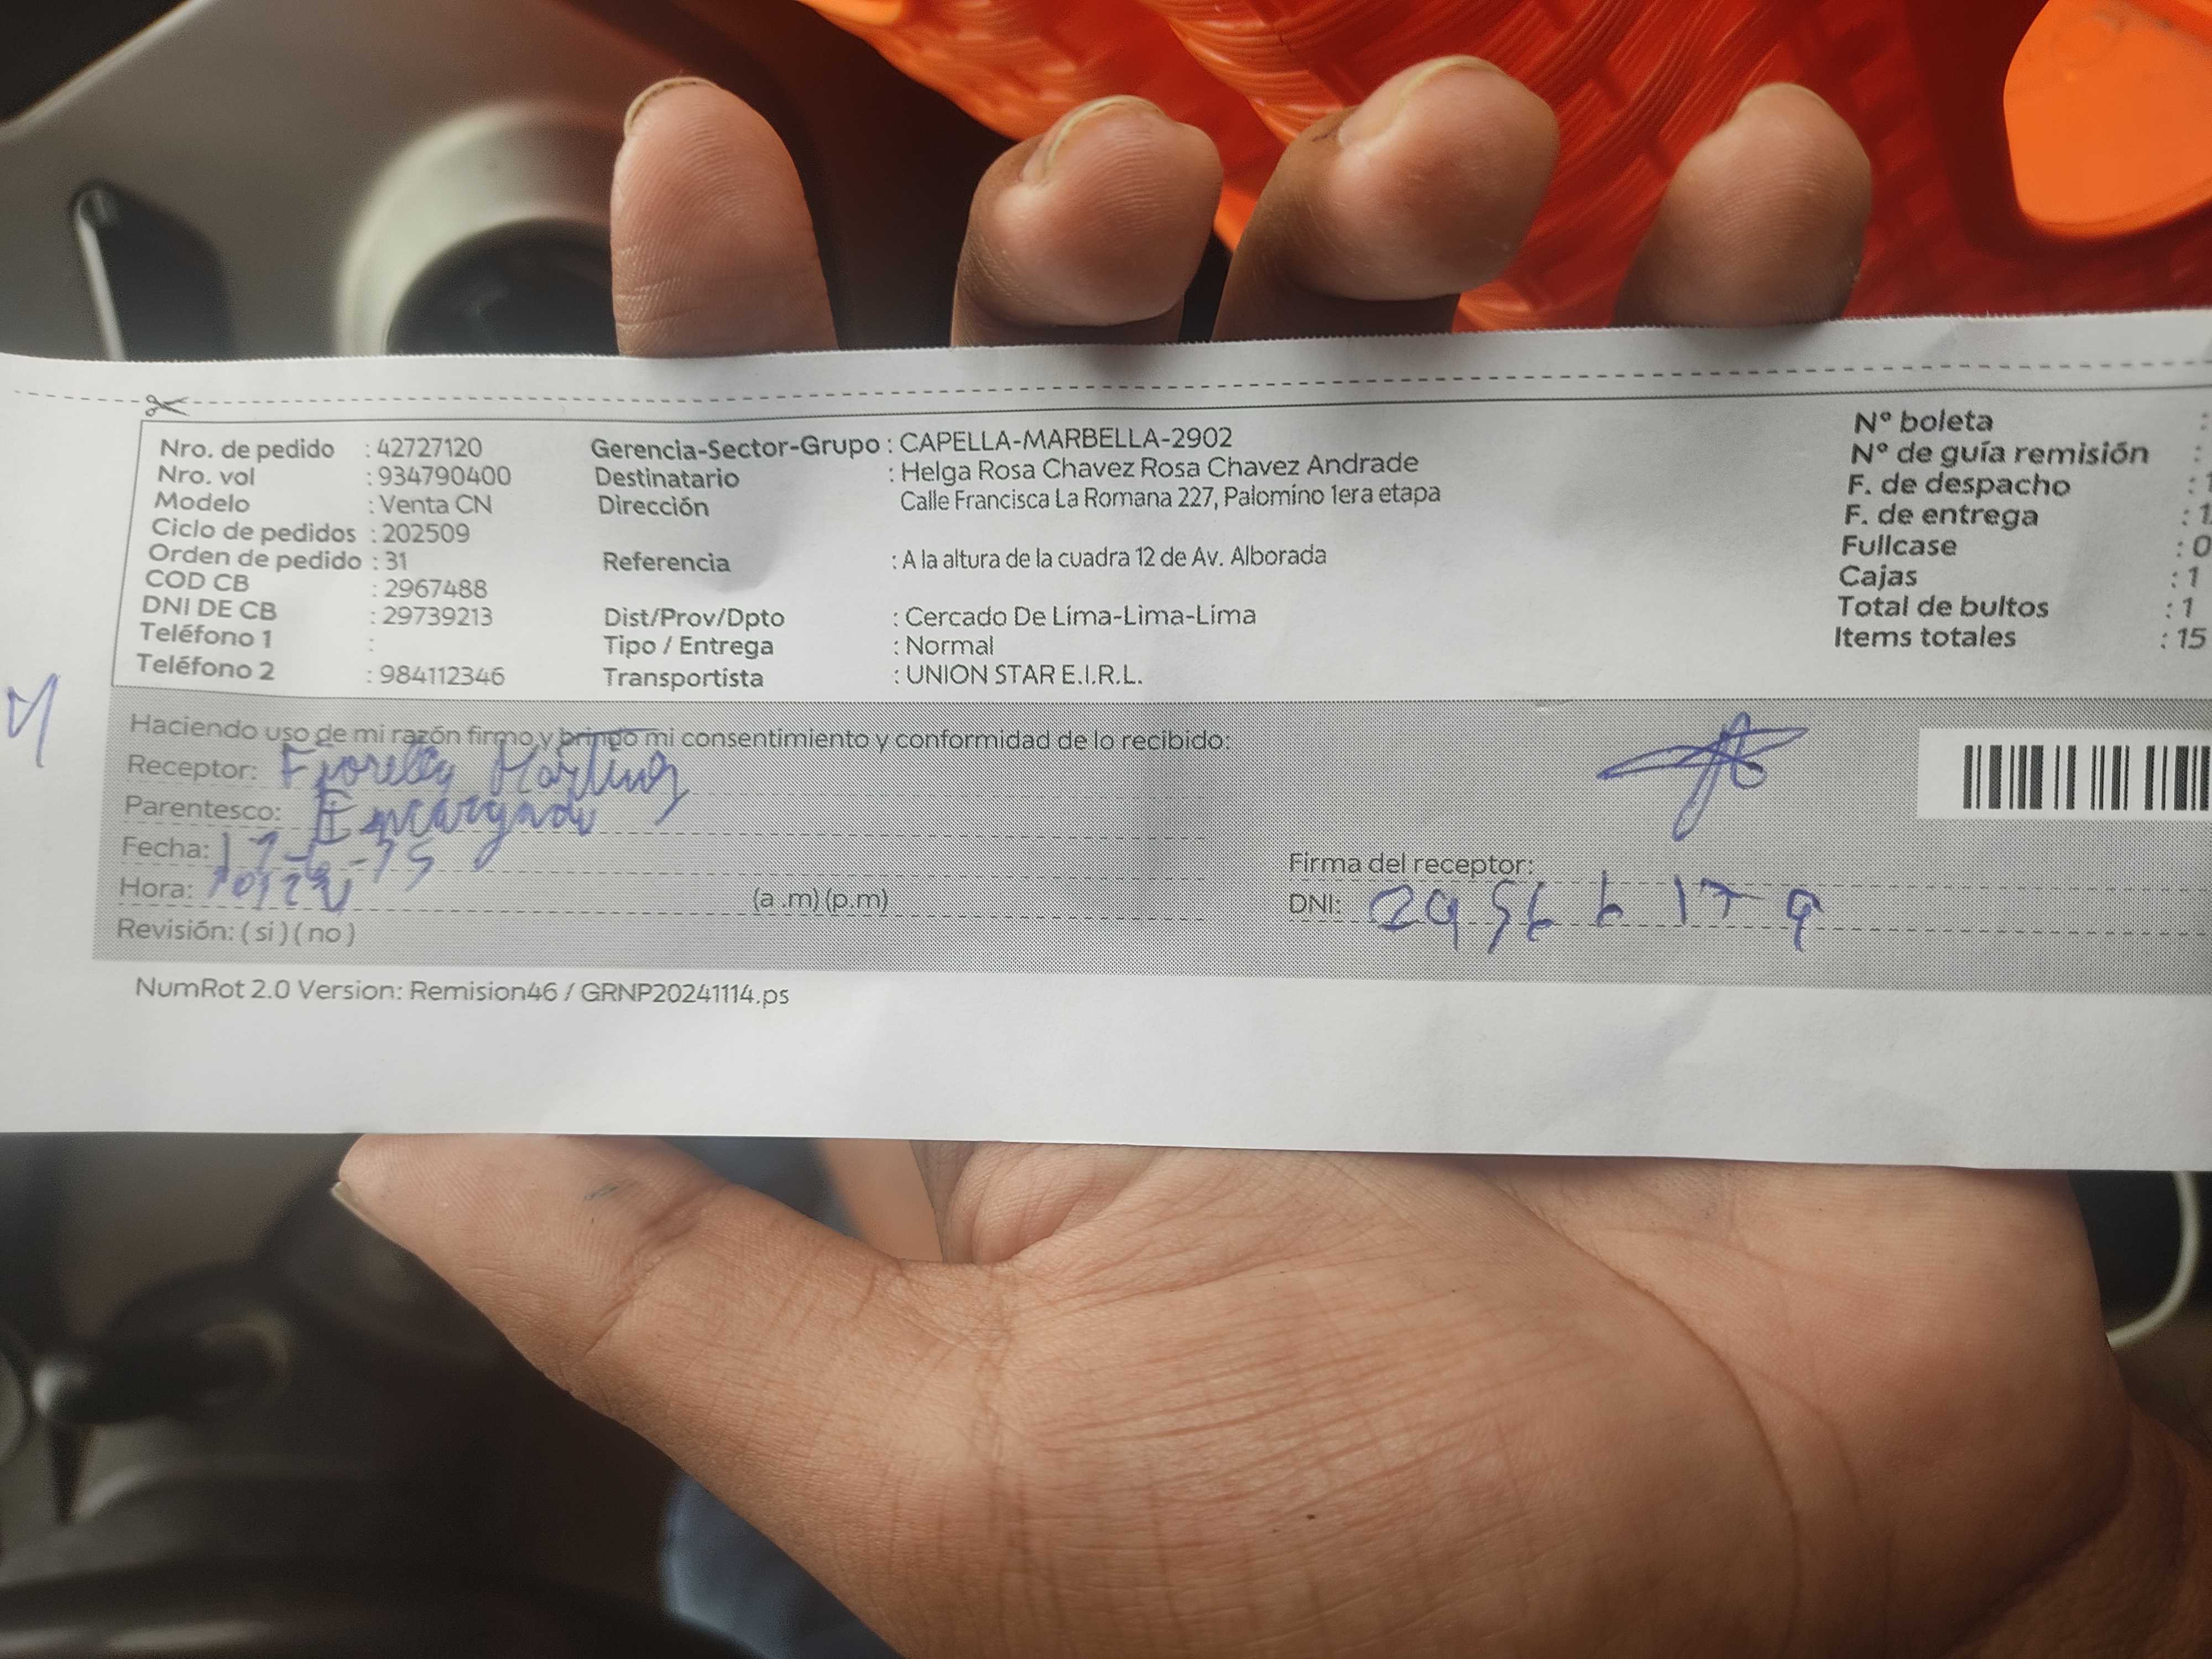 Nro. de pedido : 42727120
Nro. vol : 934790400
Modelo : Venta CN
Ciclo de pedidos : 202509
Orden de pedido : 31
COD CB : 2967488
DNI DE CB : 29739213
Teléfono 1 :
Teléfono 2 : 984112346
Gerencia-Sector-Grupo : CAPELLA-MARBELLA-2902
Destinatario : Helga Rosa Chavez Rosa Chavez Andrade
Dirección Calle Francisca La Romana 227, Palomino 1era etapa
Referencia : A la altura de la cuadra 12 de Av. Alborada
Dist/Prov/Dpto : Cercado De Lima-Lima-Lima
Tipo / Entrega : Normal
Transportista : UNION STAR E.I.R.L.
N° boleta :
N° de guía remisión :
F. de despacho : 1
F. de entrega : 1
Fullcase : 0
Cajas : 1
Total de bultos : 1
Items totales : 15
Haciendo uso de mi razón firmo y brindo mi consentimiento y conformidad de lo recibido:
Receptor: Fiorella
Parentesco: Encargado
Fecha:
Hora: (a .m) (p.m)
Revisión: ( si ) ( no )
Firma del receptor:
DNI: 29566179
NumRot 2.0 Version: Remision46 / GRNP20241114.ps